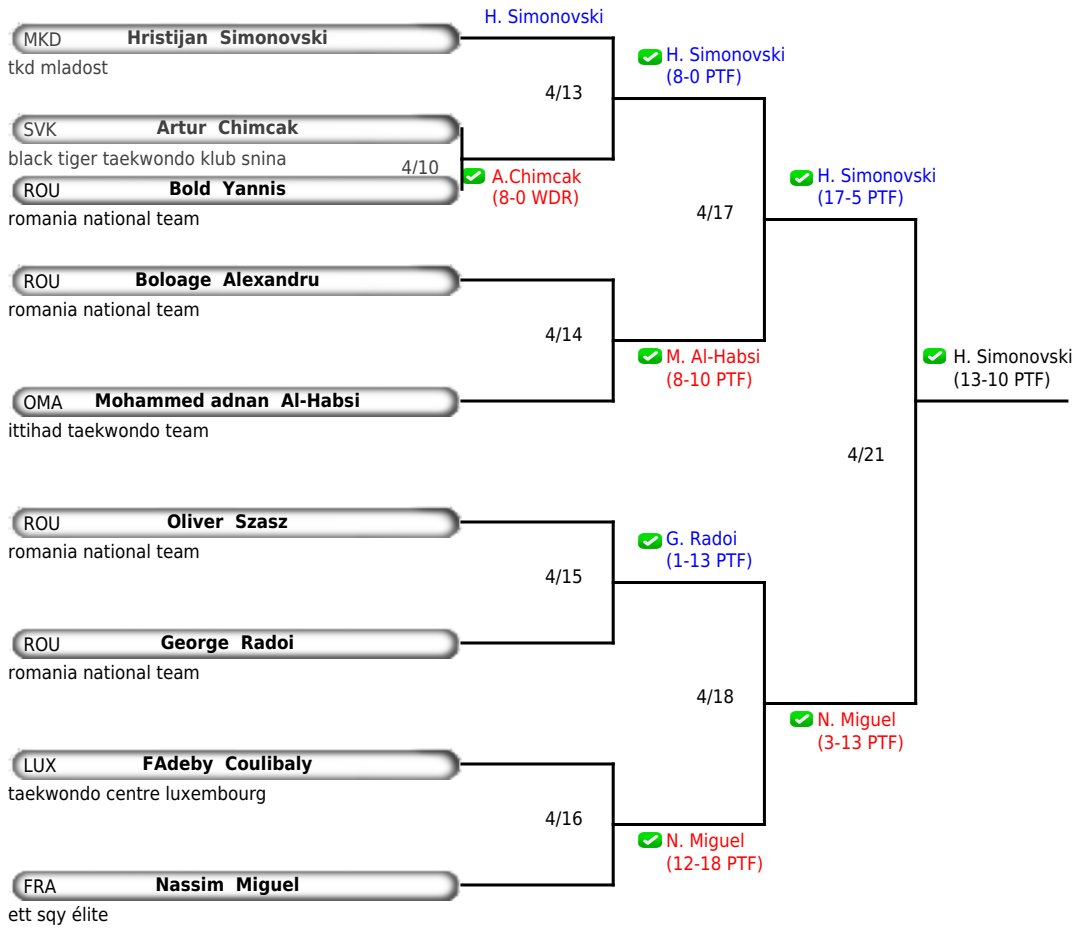 H. Simonovski
MKD Hristijan Simonovski
tkd mladost
H. Simonovski
(8-0 PTF)
4/13
SVK Artur Chimcak
black tiger taekwondo klub snina
4/10
A.Chimcak
(8-0 WDR)
ROU Bold Yannis
romania national team
H. Simonovski
(17-5 PTF)
4/17
ROU Boloage Alexandru
romania national team
4/14
M. Al-Habsi
(8-10 PTF)
H. Simonovski
(13-10 PTF)
OMA Mohammed adnan Al-Habsi
ittihad taekwondo team
4/21
ROU Oliver Szasz
romania national team
G. Radoi
(1-13 PTF)
4/15
ROU George Radoi
romania national team
4/18
N. Miguel
(3-13 PTF)
LUX FAdeby Coulibaly
taekwondo centre luxembourg
4/16
N. Miguel
(12-18 PTF)
FRA Nassim Miguel
ett sqy élite